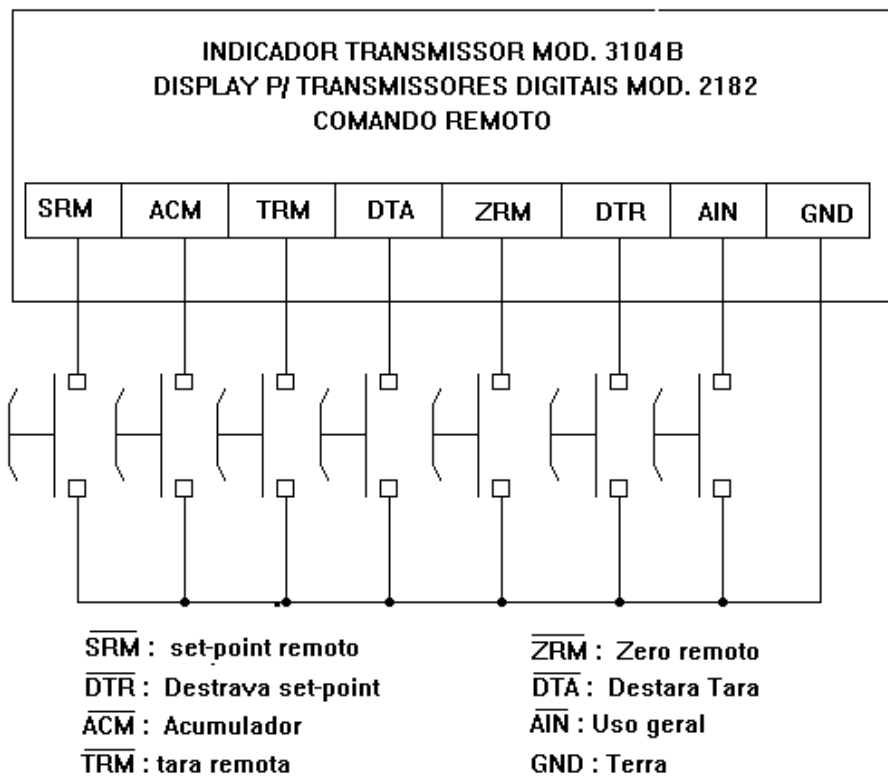 INDICADOR TRANSMISSOR MOD. 3104B
DISPLAY P/ TRANSMISSORES DIGITAIS MOD. 2182
COMANDO REMOTO
SRM ACM TRM DTA ZRM DTR AIN GND
SRM : set-point remoto
DTR : Destrava set-point
ACM : Acumulador
TRM : tara remota
ZRM : Zero remoto
DTA : Destara Tara
AIN : Uso geral
GND : Terra